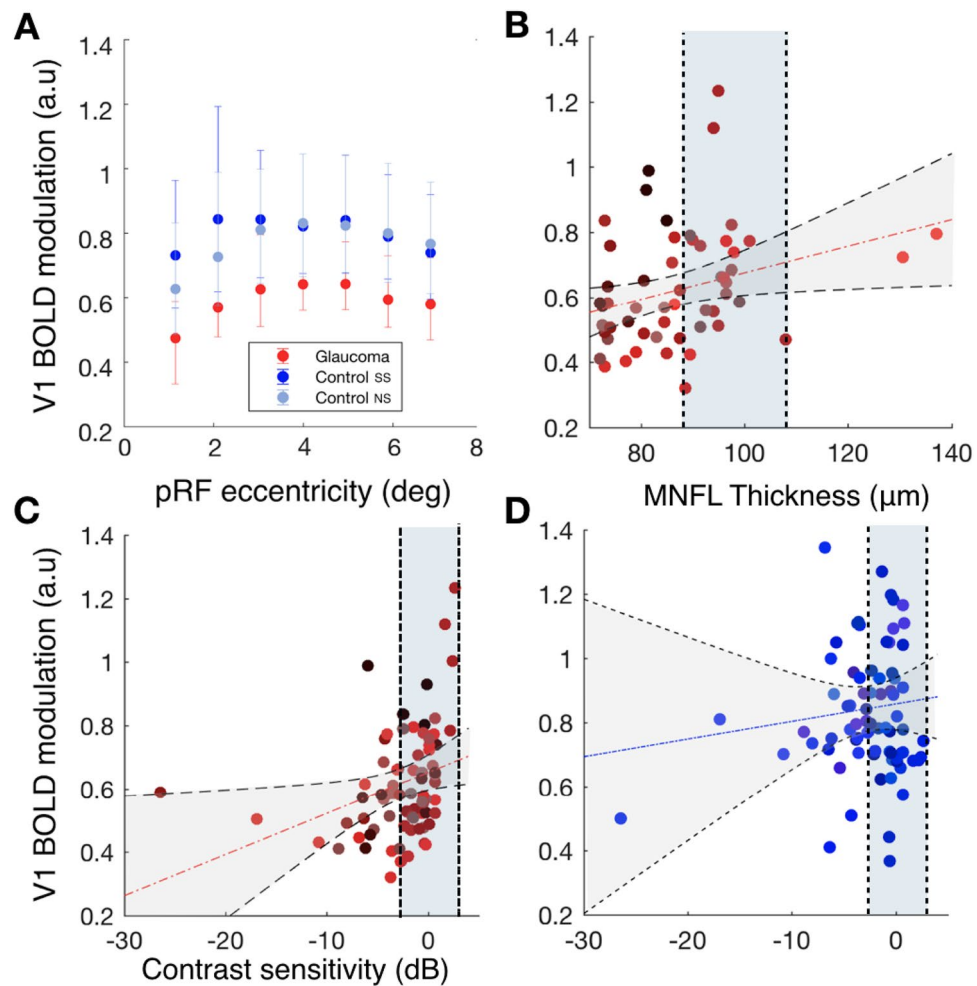 A
V1 BOLD modulation (a.u)
1.4
1.2
1
0.8
0.6
0.4
0.2
0 2 4 6 8
pRF eccentricity (deg)
Glaucoma
Control SS
Control NS
B
1.4
1.2
1
0.8
0.6
0.4
0.2
80 100 120 140
MNFL Thickness (µm)
C
V1 BOLD modulation (a.u)
1.4
1.2
1
0.8
0.6
0.4
0.2
-30 -20 -10 0
Contrast sensitivity (dB)
D
1.4
1.2
1
0.8
0.6
0.4
0.2
-30 -20 -10 0